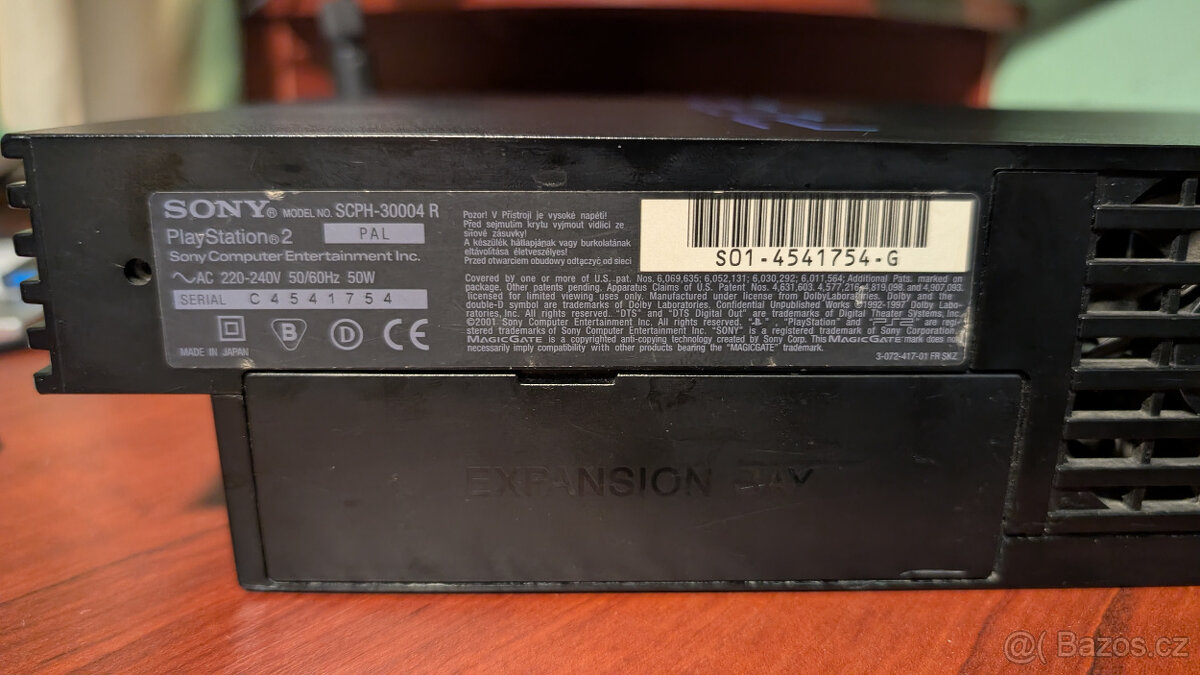 SONY® MODEL NO. SCPH-30004 R
PlayStation®2 PAL
Sony Computer Entertainment Inc.
AC 220-240V 50/60Hz 50W
SERIAL C4541754
B D CE
MADE IN JAPAN
Pozor! V Přístroji je vysoké napětí!
Před sejmutím krytu vyjmout vidlici ze
síťové zásuvky!
A készülék hálłapjának vagy burkolatának
eltávolítása életveszélyes!
Przed otwarciem obudowy odłączyć od sieci
S01-4541754-G
Covered by one or more of U.S. pat. Nos. 6,069,635; 6,052,131; 6,030,292; 6,011,564; Additional Pats. marked on
package. Other patents pending. Apparatus Claims of U.S. Patent Nos. 4,631,603, 4,577,216, 4,819,098, and 4,907,093,
licensed for limited viewing uses only. Manufactured under license from Dolby Laboratories. Dolby and the
double-D symbol are trademarks of Dolby Laboratories. Confidential Unpublished Works ©1992-1997 Dolby Labo-
ratories, Inc. All rights reserved. "DTS" and "DTS Digital Out" are trademarks of Digital Theater Systems, Inc.
©2001 Sony Computer Entertainment Inc. All rights reserved. "PS", "PlayStation" and "PS2" are regi-
stered trademarks of Sony Computer Entertainment Inc. "SONY" is a registered trademark of Sony Corporation.
MAGICGATE is a copyrighted anti-copying technology created by Sony Corp. This MAGICGATE mark does not
necessarily imply compatibility with other products bearing the "MAGICGATE" trademark.
3-072-417-01 FR SKZ
EXPANSION BAY
Bazoš.cz